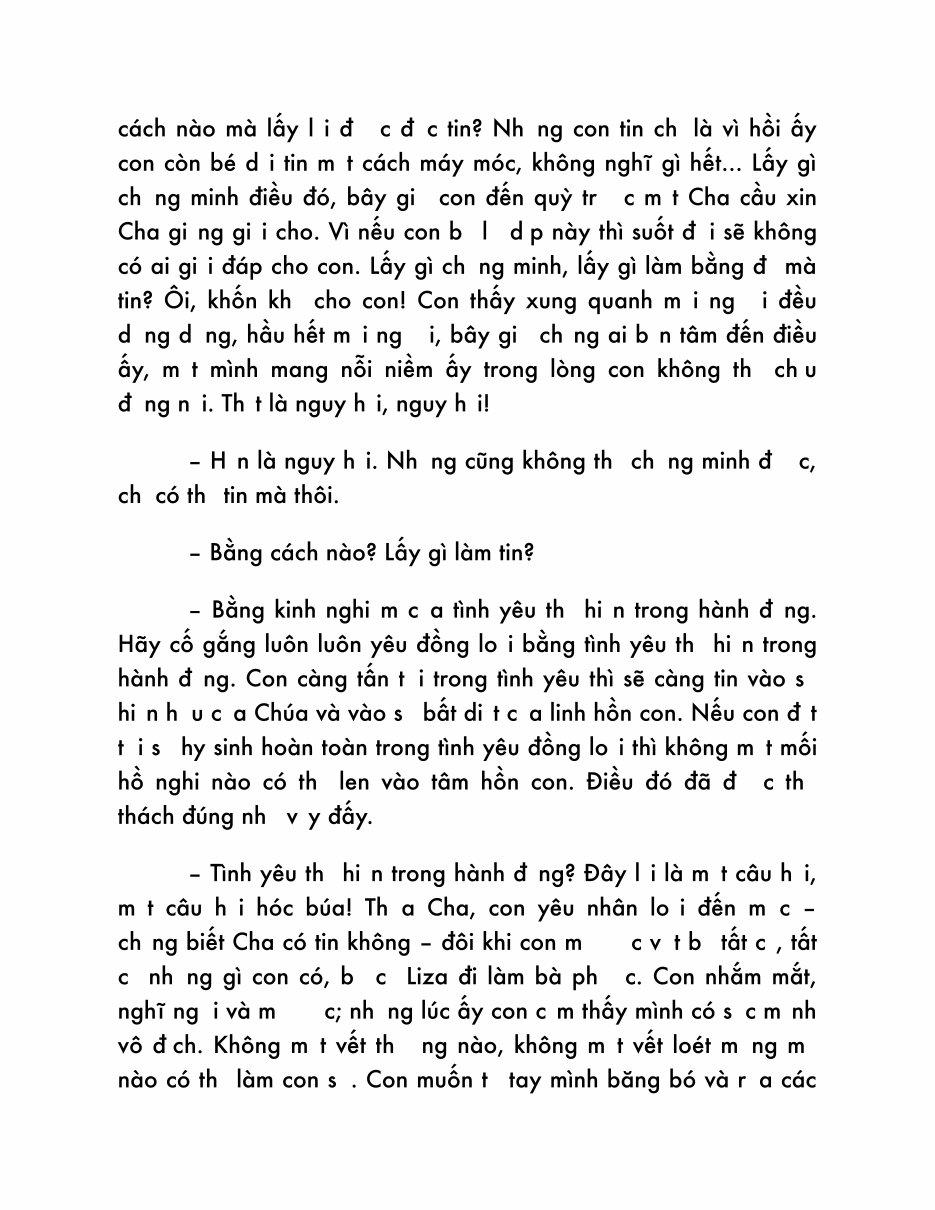 cách nào mà lấy l i đ c đ c tin? Nh ng con tin ch là vì hồi ấy
con còn bé d i tin m t cách máy móc, không nghĩ gì hết... Lấy gì
ch ng minh điều đó, bây gi con đến quỳ tr c m t Cha cầu xin
Cha gi ng gi i cho. Vì nếu con b l d p này thì suốt đ i sẽ không
có ai gi i đáp cho con. Lấy gì ch ng minh, lấy gì làm bằng đ mà
tin? Ôi, khốn kh cho con! Con thấy xung quanh m i ng i đều
d ng d ng, hầu hết m i ng i, bây gi ch ng ai b n tâm đến điều
ấy, m t mình mang nỗi niềm ấy trong lòng con không th ch u
đ ng n i. Th t là nguy h i, nguy h i!
– H n là nguy h i. Nh ng cũng không th ch ng minh đ c,
ch có th tin mà thôi.
– Bằng cách nào? Lấy gì làm tin?
– Bằng kinh nghi m c a tình yêu th hi n trong hành đ ng.
Hãy cố gắng luôn luôn yêu đồng lo i bằng tình yêu th hi n trong
hành đ ng. Con càng tấn t i trong tình yêu thì sẽ càng tin vào s
hi n h u c a Chúa và vào s bất di t c a linh hồn con. Nếu con đ t
t i s hy sinh hoàn toàn trong tình yêu đồng lo i thì không m t mối
hồ nghi nào có th len vào tâm hồn con. Điều đó đã đ c th
thách đúng nh v y đấy.
– Tình yêu th hi n trong hành đ ng? Đây l i là m t câu h i,
m t câu h i hóc búa! Th a Cha, con yêu nhân lo i đến m c –
ch ng biết Cha có tin không – đôi khi con m c v t b tất c , tất
c nh ng gì con có, b c Liza đi làm bà ph c. Con nhắm mắt,
nghĩ ng i và m c; nh ng lúc ấy con c m thấy mình có s c m nh
vô đ ch. Không m t vết th ng nào, không m t vết loét m ng m
nào có th làm con s . Con muốn t tay mình băng bó và r a các